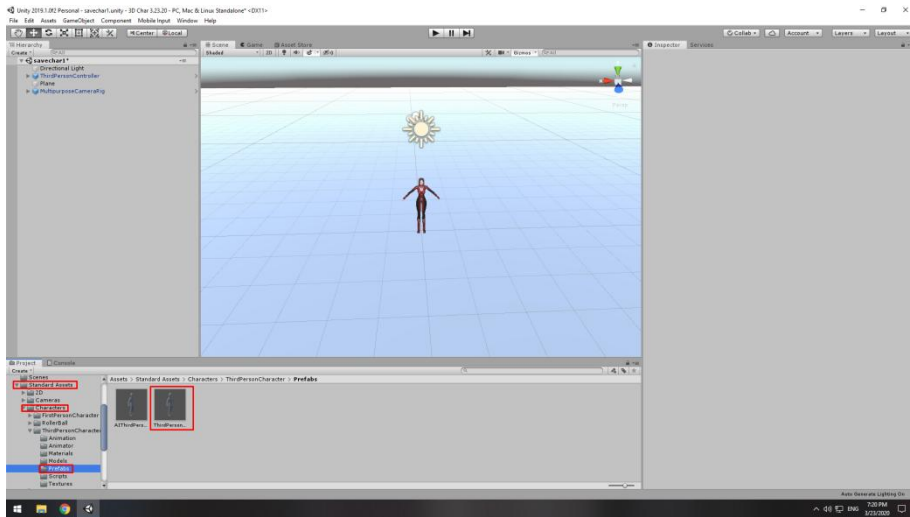 Unity 2019.1.0f2 Personal - savechar1.unity - 3D Char 3.23.20 - PC, Mac & Linux Standalone* <DX11>
File Edit Assets GameObject Component Mobile Input Window Help
Center Local Collab Account Layers Layout
Hierarchy Scene Game Asset Store Inspector Services
Create Shaded 2D Gizmos
savechar1*
Directional Light
ThirdPersonController
Plane
MultipurposeCameraRig
Persp
Project Console
Create
Scenes
Assets > Standard Assets > Characters > ThirdPersonCharacter > Prefabs
Standard Assets
2D
Cameras
Characters
FirstPersonCharacter
RollerBall
ThirdPersonCharacter
AIThirdPers... ThirdPerson...
Animation
Animator
Materials
Models
Prefabs
Scripts
Textures
Auto Generate Lighting On
ENG 7:20 PM
3/23/2020